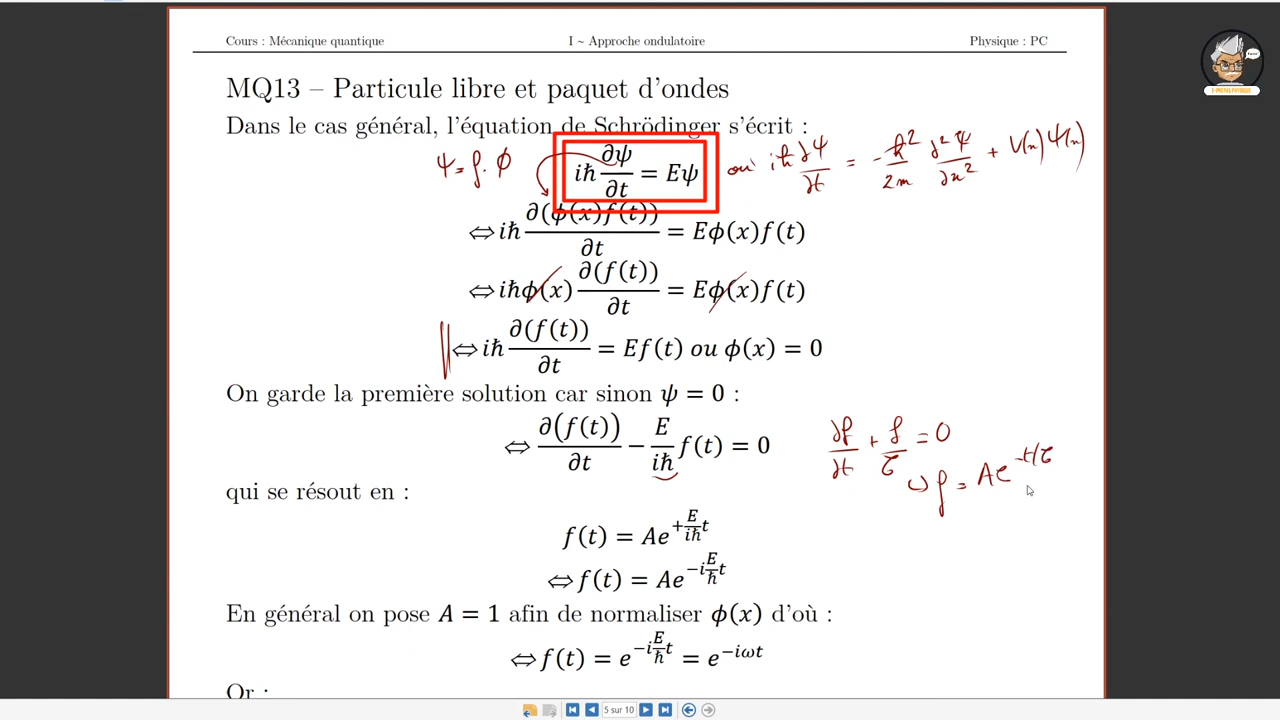 Cours : Mécanique quantique I ~ Approche ondulatoire Physique : PC
MQ13 – Particule libre et paquet d'ondes
Dans le cas général, l'équation de Schrödinger s'écrit :
ψ = f . ϕ iħ ∂ψ/∂t = Eψ ou iħ ∂ψ/∂t = -ħ²/2m ∂²ψ/∂x² + V(x)ψ(x)
⇔ iħ ∂(ϕ(x)f(t))/∂t = Eϕ(x)f(t)
⇔ iħϕ(x) ∂(f(t))/∂t = Eϕ(x)f(t)
⇔ iħ ∂(f(t))/∂t = Ef(t) ou ϕ(x) = 0
On garde la première solution car sinon ψ = 0 :
⇔ ∂(f(t))/∂t − E/iħ f(t) = 0 ∂f/∂t + f/τ = 0
↪ f = Ae^(-t/τ)
qui se résout en :
f(t) = Ae^(+E/iħ t)
⇔ f(t) = Ae^(−i E/ħ t)
En général on pose A = 1 afin de normaliser ϕ(x) d'où :
⇔ f(t) = e^(−i E/ħ t) = e^(−iωt)
Or :
5 sur 10